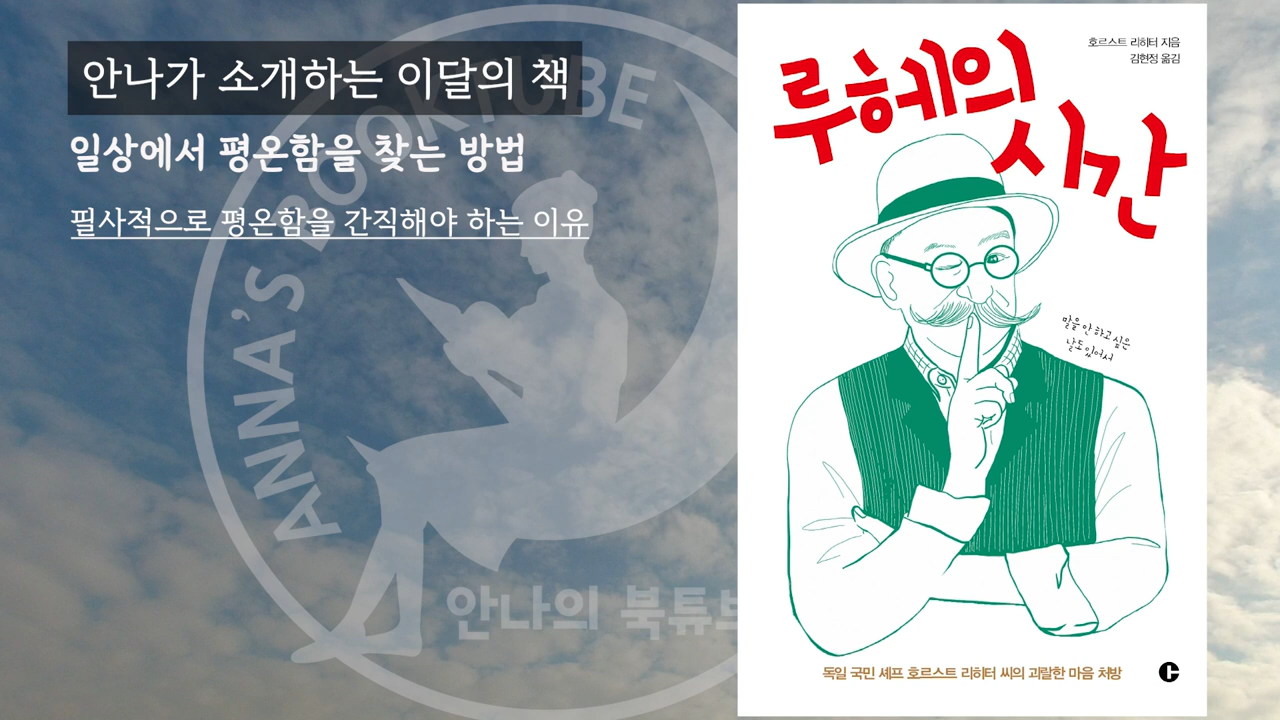 안나가 소개하는 이달의 책
일상에서 평온함을 찾는 방법
필사적으로 평온함을 간직해야 하는 이유
ANNA'S BOOKTUBE
안나의 북튜브
호르스트 리히터 지음
김현정 옮김
루헤의
시간
말을 안 하고 싶은
날도 있어서
독일 국민 셰프 호르스트 리히터 씨의 괴랄한 마음 처방